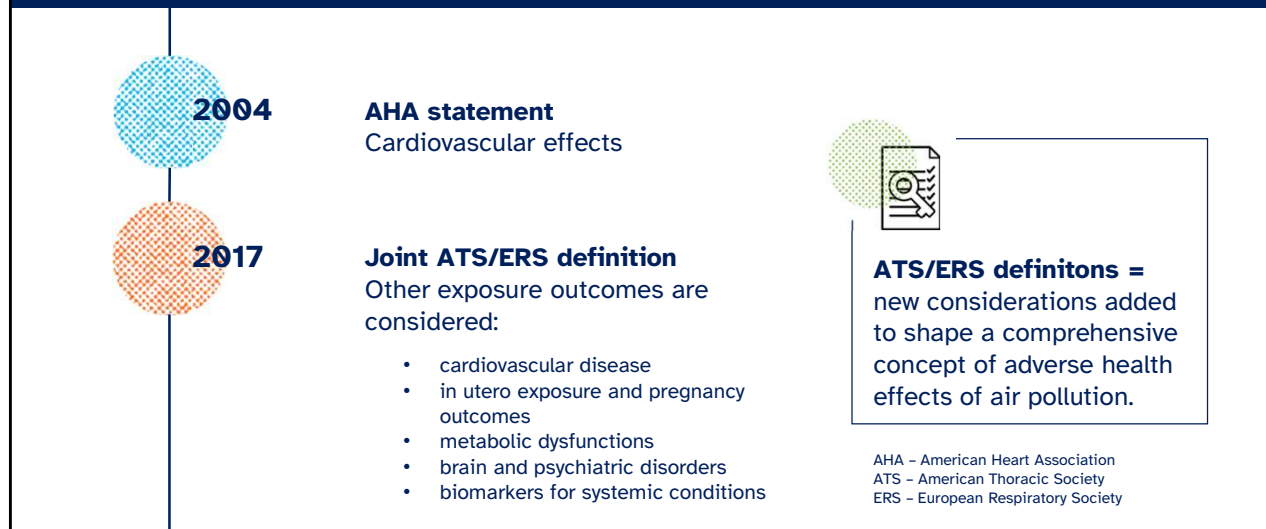 2004
AHA statement
Cardiovascular effects
2017
Joint ATS/ERS definition
Other exposure outcomes are
considered:
• cardiovascular disease
• in utero exposure and pregnancy
outcomes
• metabolic dysfunctions
• brain and psychiatric disorders
• biomarkers for systemic conditions
ATS/ERS definitons =
new considerations added
to shape a comprehensive
concept of adverse health
effects of air pollution.
AHA – American Heart Association
ATS – American Thoracic Society
ERS – European Respiratory Society